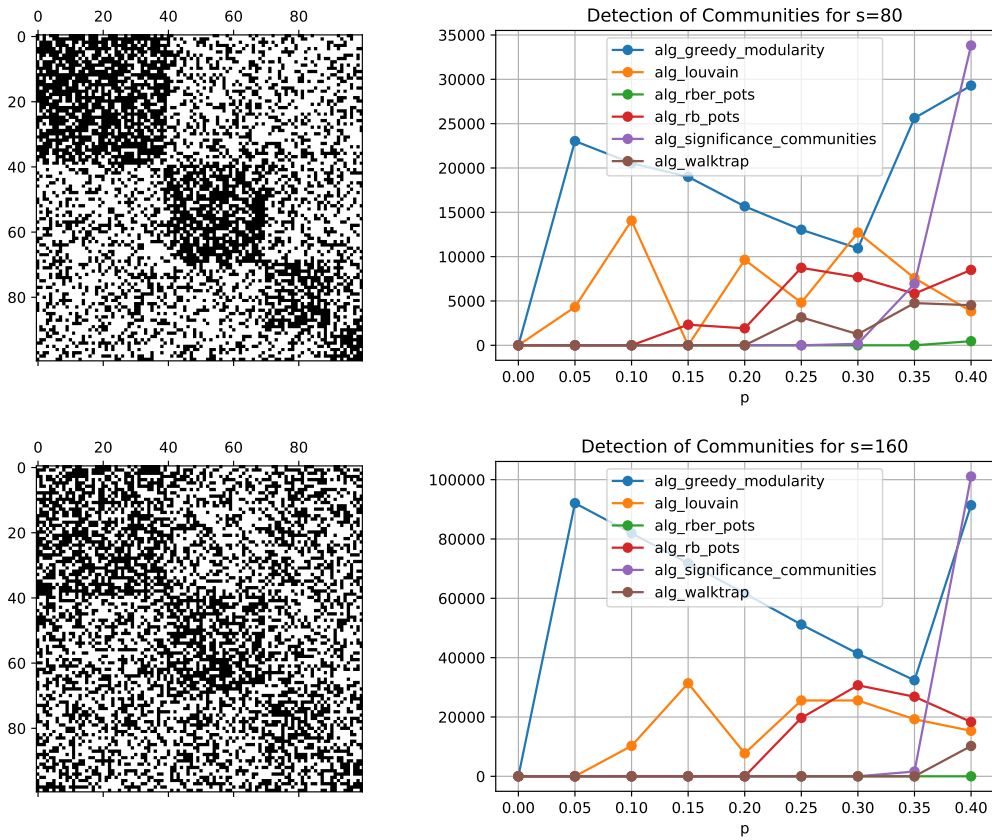 0 20 40 60 80
0
20
40
60
80
Detection of Communities for s=80
35000
30000
25000
20000
15000
10000
5000
0
alg_greedy_modularity
alg_louvain
alg_rber_pots
alg_rb_pots
alg_significance_communities
alg_walktrap
0.00 0.05 0.10 0.15 0.20 0.25 0.30 0.35 0.40
p
0 20 40 60 80
0
20
40
60
80
Detection of Communities for s=160
100000
80000
60000
40000
20000
0
alg_greedy_modularity
alg_louvain
alg_rber_pots
alg_rb_pots
alg_significance_communities
alg_walktrap
0.00 0.05 0.10 0.15 0.20 0.25 0.30 0.35 0.40
p